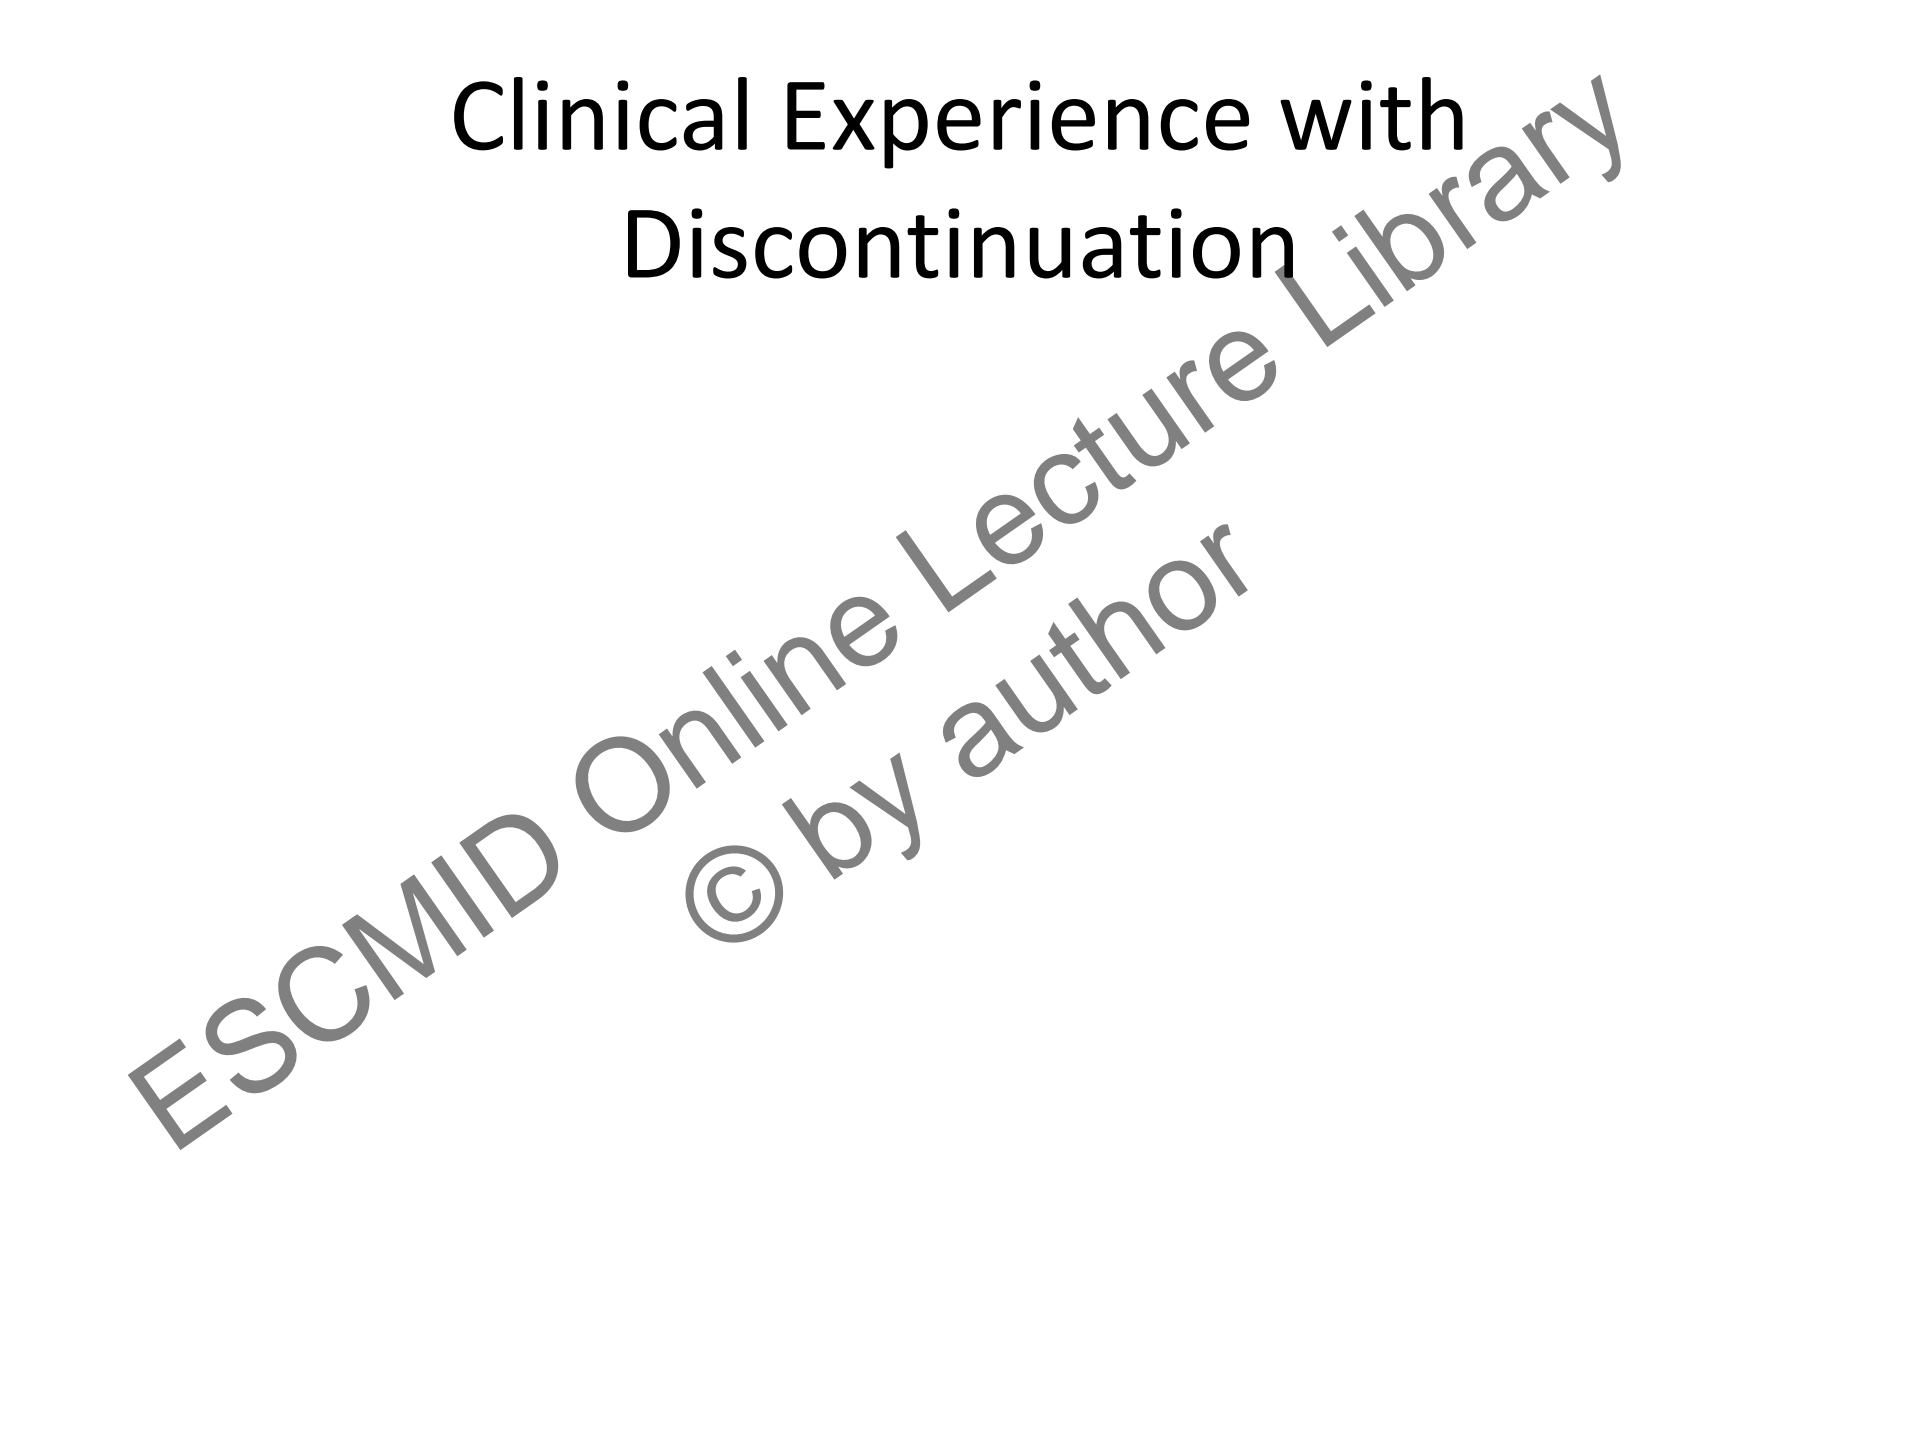 Clinical Experience with
Discontinuation
ESCMID Online Lecture Library
© by author